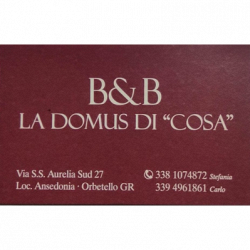 B&B
LA DOMUS DI "COSA"
Via S.S. Aurelia Sud 27
Loc. Ansedonia - Orbetello GR
338 1074872 Stefania
339 4961861 Carlo